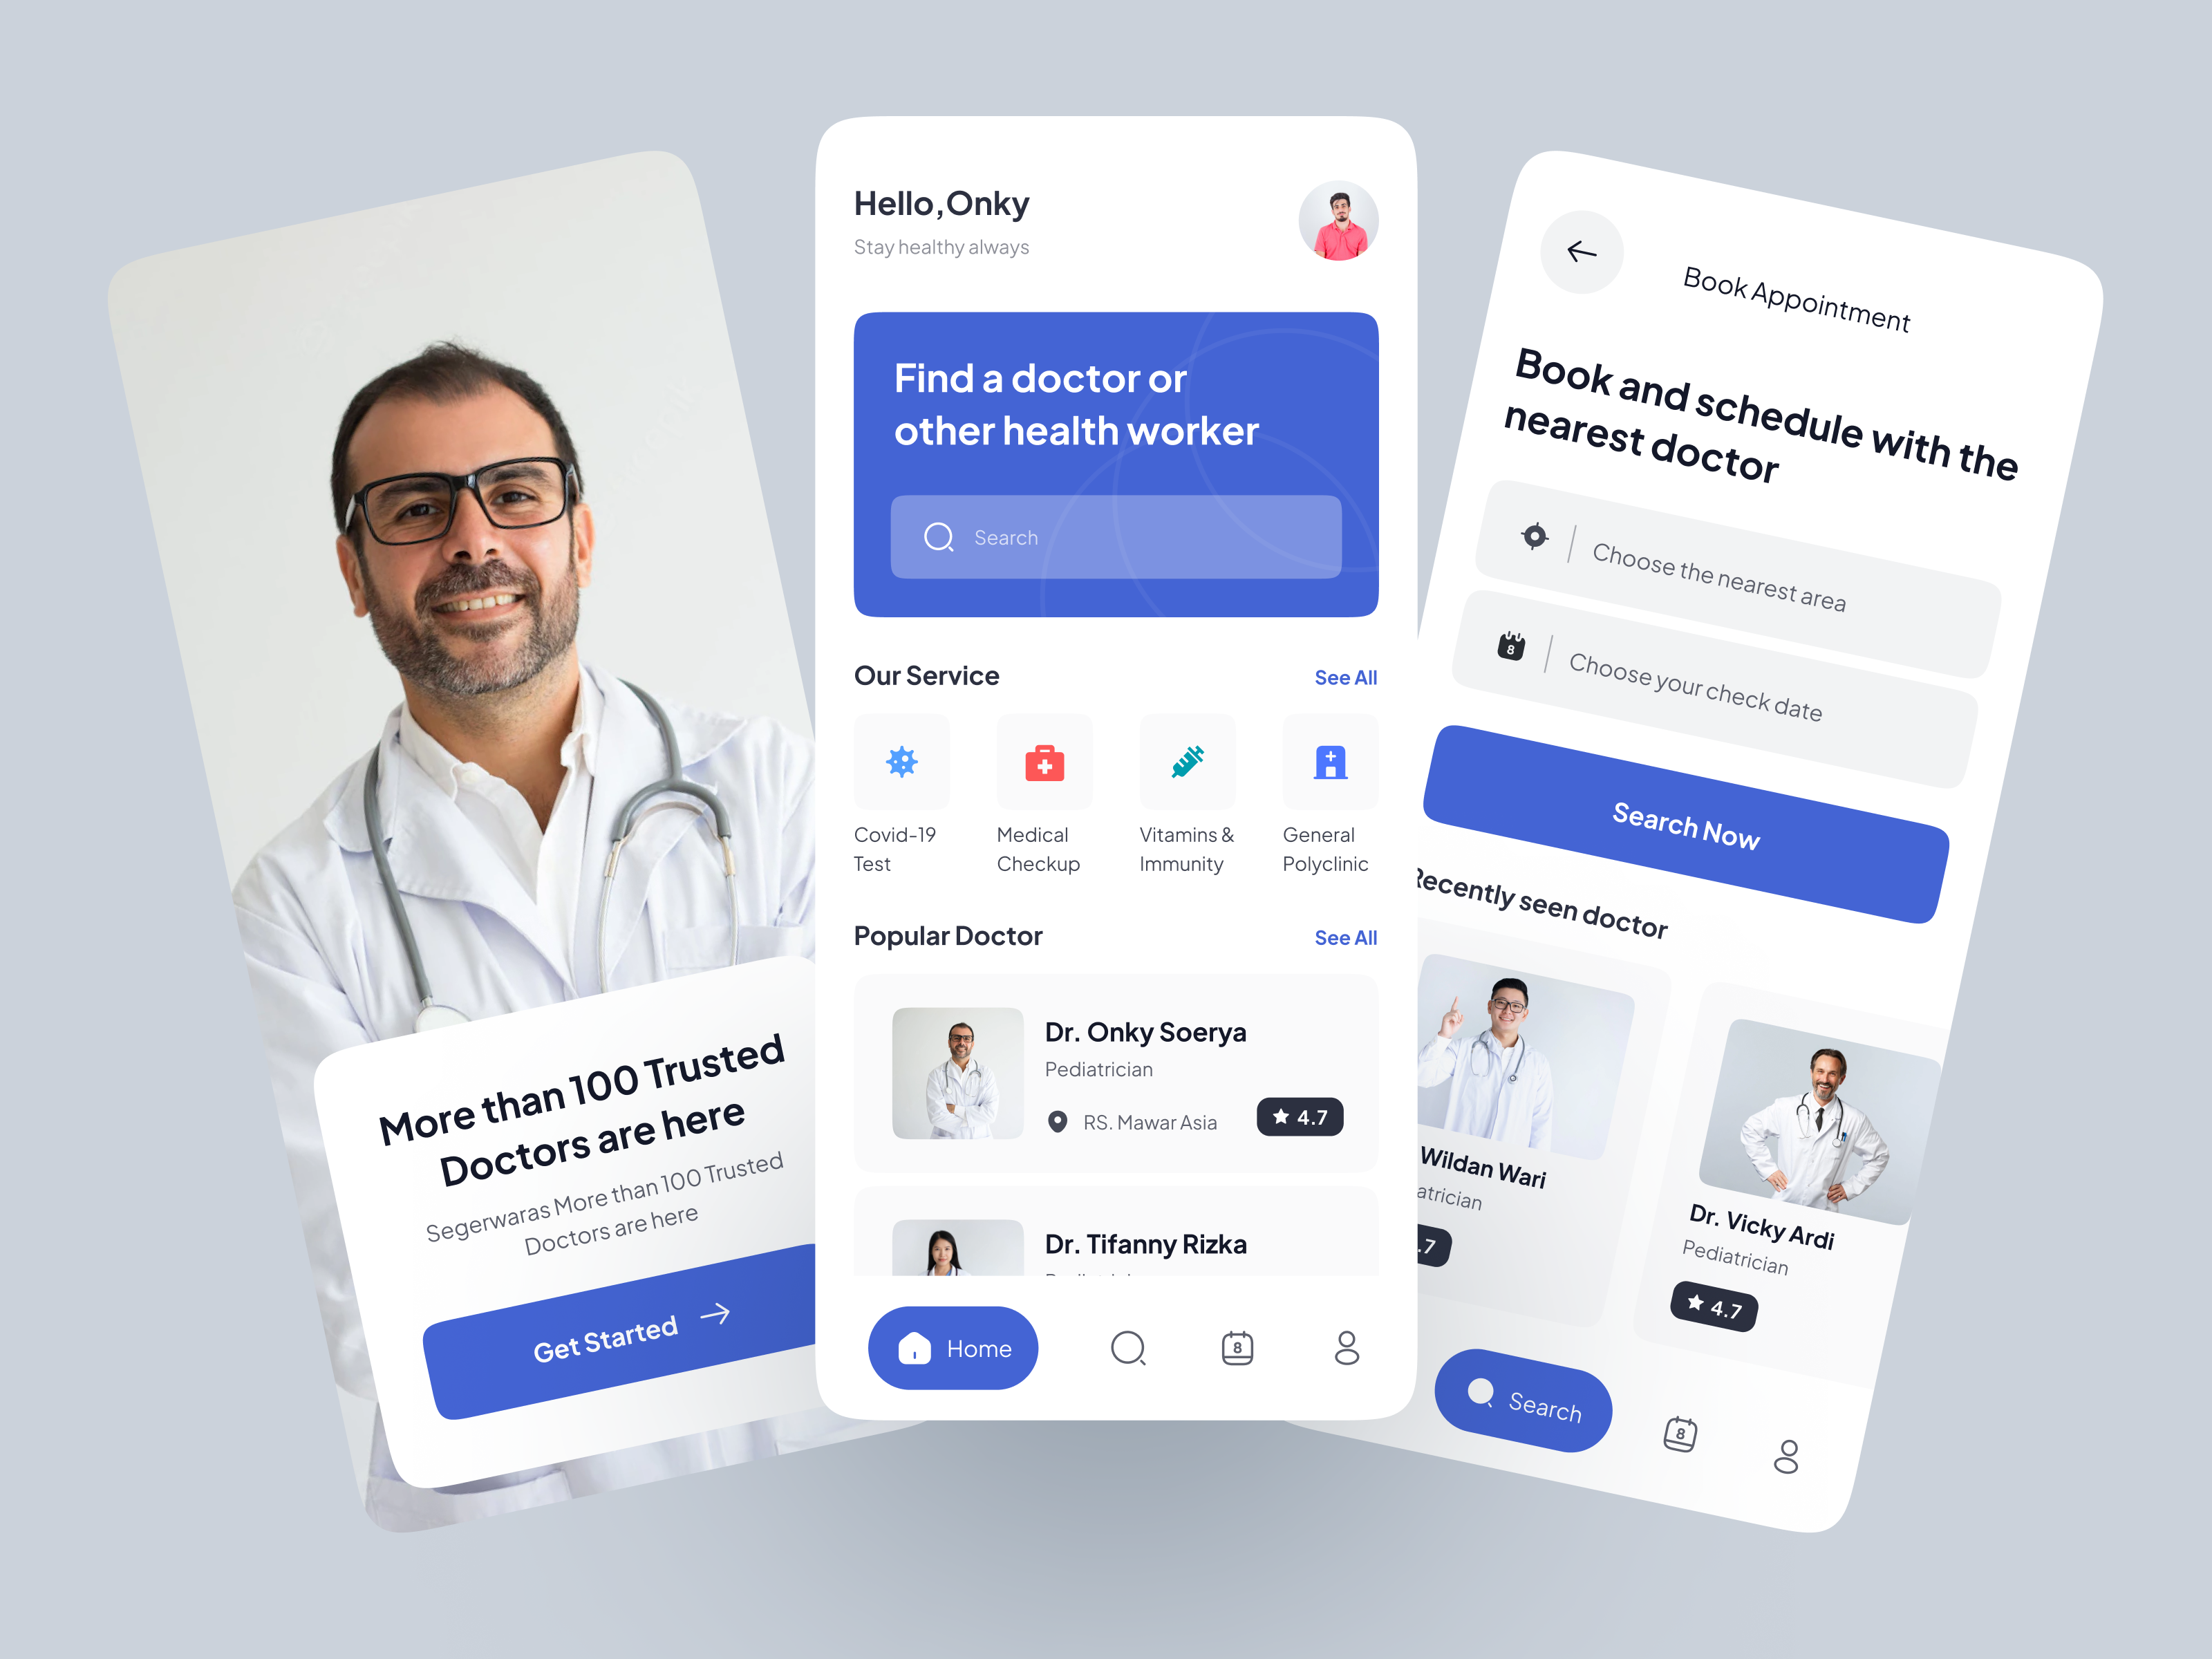 More than 100 Trusted
Doctors are here
Segerwaras More than 100 Trusted
Doctors are here
Get Started
Hello,Onky
Stay healthy always
Find a doctor or
other health worker
Search
Our Service
See All
Covid-19
Test
Medical
Checkup
Vitamins &
Immunity
General
Polyclinic
Popular Doctor
See All
Dr. Onky Soerya
Pediatrician
RS. Mawar Asia
4.7
Dr. Tifanny Rizka
Home
8
Book Appointment
Book and schedule with the
nearest doctor
Choose the nearest area
8
Choose your check date
Search Now
Recently seen doctor
Wildan Wari
atrician
.7
Dr. Vicky Ardi
Pediatrician
4.7
Search
8